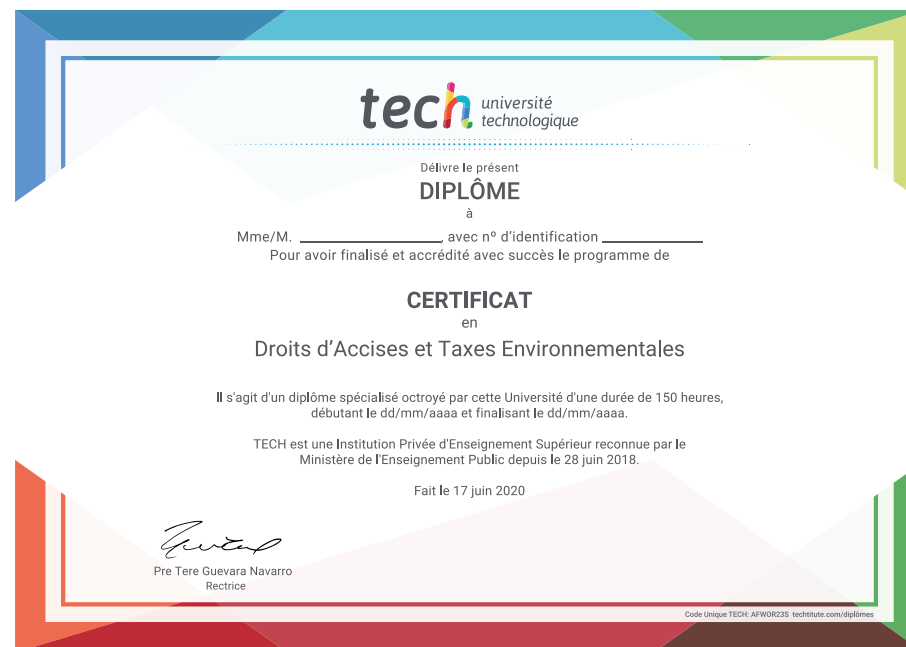 tech université
technologique
Délivre le présent
DIPLÔME
à
Mme/M. ____________________, avec nº d'identification ______________
Pour avoir finalisé et accrédité avec succès le programme de
CERTIFICAT
en
Droits d'Accises et Taxes Environnementales
Il s'agit d'un diplôme spécialisé octroyé par cette Université d'une durée de 150 heures,
débutant le dd/mm/aaaa et finalisant le dd/mm/aaaa.
TECH est une Institution Privée d'Enseignement Supérieur reconnue par le
Ministère de l'Enseignement Public depuis le 28 juin 2018.
Fait le 17 juin 2020
Pre Tere Guevara Navarro
Rectrice
Code Unique TECH: AFWOR23S techtitute.com/diplômes